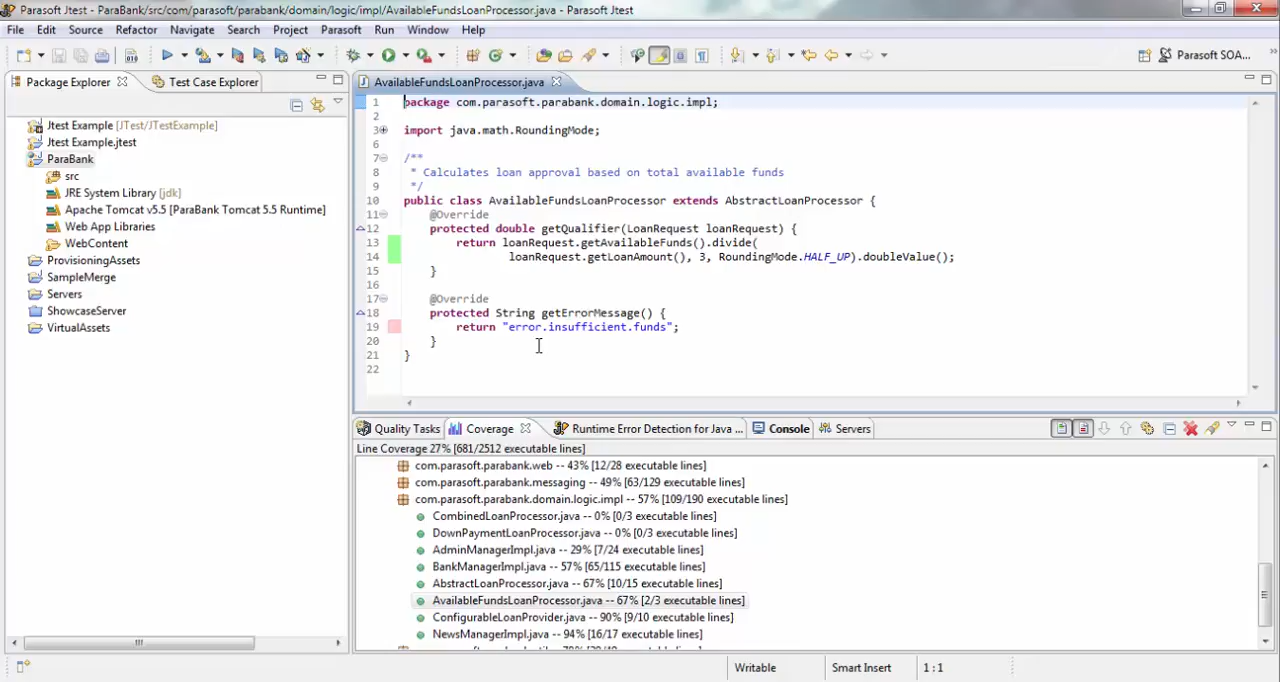 Parasoft Jtest - ParaBank/src/com/parasoft/parabank/domain/logic/impl/AvailableFundsLoanProcessor.java - Parasoft Jtest
File Edit Source Refactor Navigate Search Project Parasoft Run Window Help
Parasoft SOA...
Package Explorer Test Case Explorer
Jtest Example [JTest/JTestExample]
Jtest Example.jtest
ParaBank
src
JRE System Library [jdk]
Apache Tomcat v5.5 [ParaBank Tomcat 5.5 Runtime]
Web App Libraries
WebContent
ProvisioningAssets
SampleMerge
Servers
ShowcaseServer
VirtualAssets
AvailableFundsLoanProcessor.java
1 package com.parasoft.parabank.domain.logic.impl;
2
3 import java.math.RoundingMode;
6
7 /**
8 * Calculates loan approval based on total available funds
9 */
10 public class AvailableFundsLoanProcessor extends AbstractLoanProcessor {
11 @Override
12 protected double getQualifier(LoanRequest loanRequest) {
13 return loanRequest.getAvailableFunds().divide(
14 loanRequest.getLoanAmount(), 3, RoundingMode.HALF_UP).doubleValue();
15 }
16
17 @Override
18 protected String getErrorMessage() {
19 return "error.insufficient.funds";
20 }
21 }
22
Quality Tasks Coverage Runtime Error Detection for Java ... Console Servers
Line Coverage 27% [681/2512 executable lines]
com.parasoft.parabank.web -- 43% [12/28 executable lines]
com.parasoft.parabank.messaging -- 49% [63/129 executable lines]
com.parasoft.parabank.domain.logic.impl -- 57% [109/190 executable lines]
CombinedLoanProcessor.java -- 0% [0/3 executable lines]
DownPaymentLoanProcessor.java -- 0% [0/3 executable lines]
AdminManagerImpl.java -- 29% [7/24 executable lines]
BankManagerImpl.java -- 57% [65/115 executable lines]
AbstractLoanProcessor.java -- 67% [10/15 executable lines]
AvailableFundsLoanProcessor.java -- 67% [2/3 executable lines]
ConfigurableLoanProvider.java -- 90% [9/10 executable lines]
NewsManagerImpl.java -- 94% [16/17 executable lines]
Writable Smart Insert 1 : 1